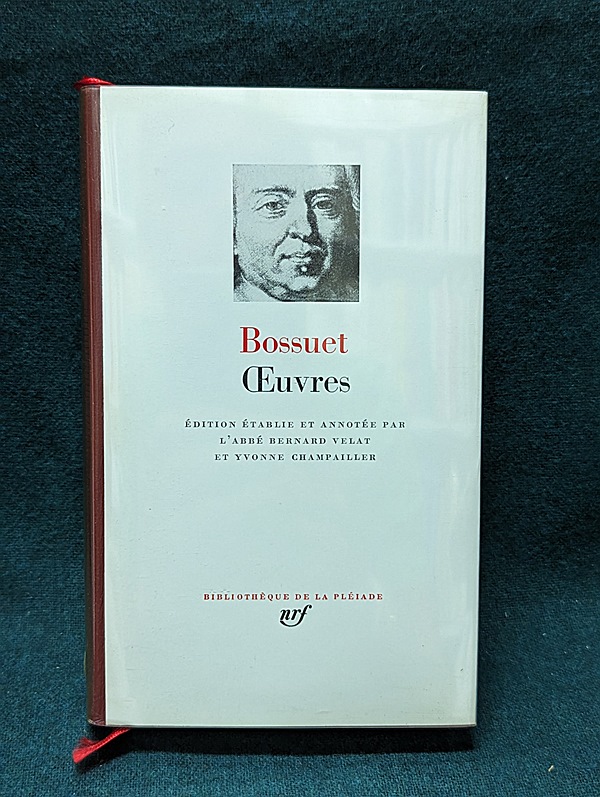 Bossuet
Œuvres
ÉDITION ÉTABLIE ET ANNOTÉE PAR
L'ABBÉ BERNARD VELAT
ET YVONNE CHAMPAILLER
BIBLIOTHÈQUE DE LA PLÉIADE
nrf